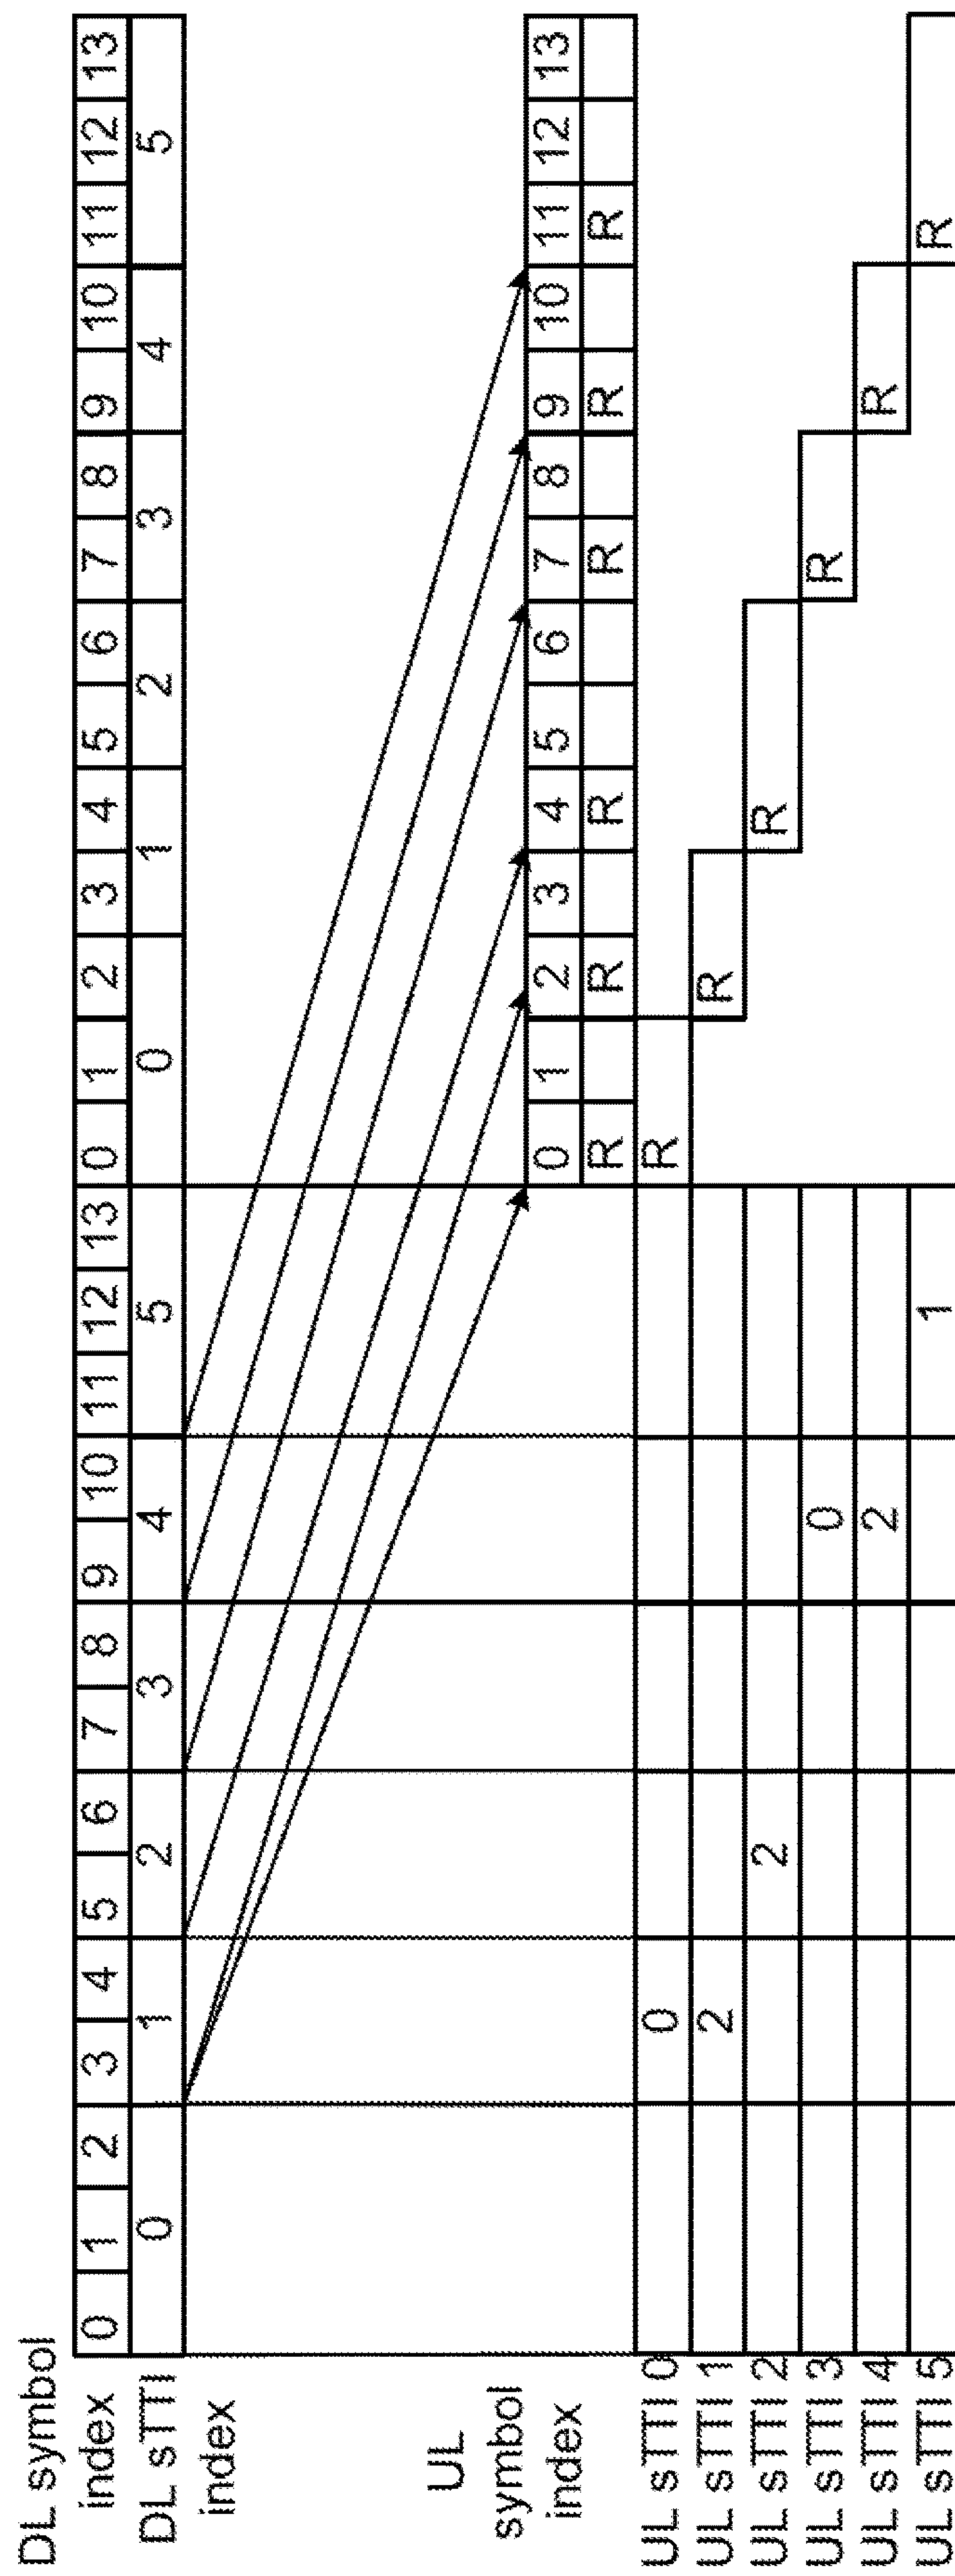 DL symbol index 0 1 2 3 4 5 6 7 8 9 10 11 12 13 0 1 2 3 4 5 6 7 8 9 10 11 12 13
DL sTTI index 0 1 2 3 4 5 0 1 2 3 4 5
UL symbol index 0 1 2 3 4 5 6 7 8 9 10 11 12 13
R R R R R R
UL sTTI 0 0 R
UL sTTI 1 2 R
UL sTTI 2 2 R
UL sTTI 3 0 R
UL sTTI 4 2 R
UL sTTI 5 1 R